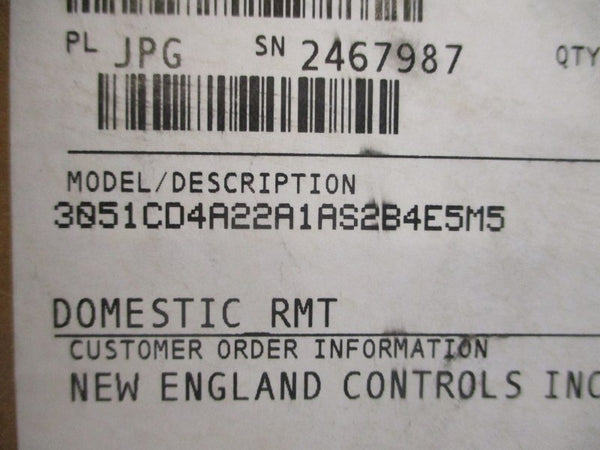 PL JPG SN 2467987 QTY
MODEL/DESCRIPTION
3051CD4A22A1AS2B4E5M5
DOMESTIC RMT
CUSTOMER ORDER INFORMATION
NEW ENGLAND CONTROLS INC